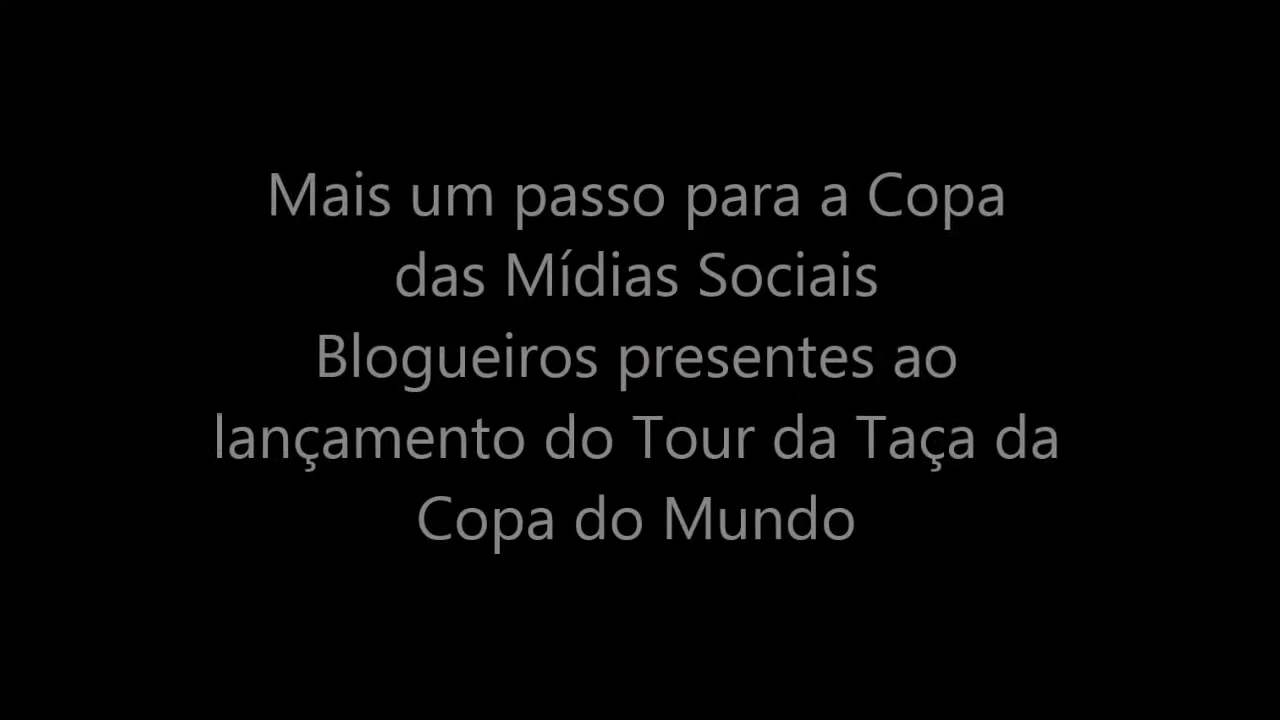 Mais um passo para a Copa
das Mídias Sociais
Blogueiros presentes ao
lançamento do Tour da Taça da
Copa do Mundo